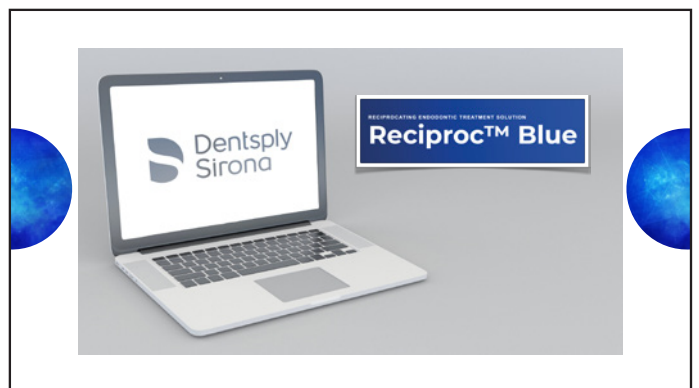 Dentsply
Sirona
RECIPROCATING ENDODONTIC TREATMENT SOLUTION
Reciproc™ Blue